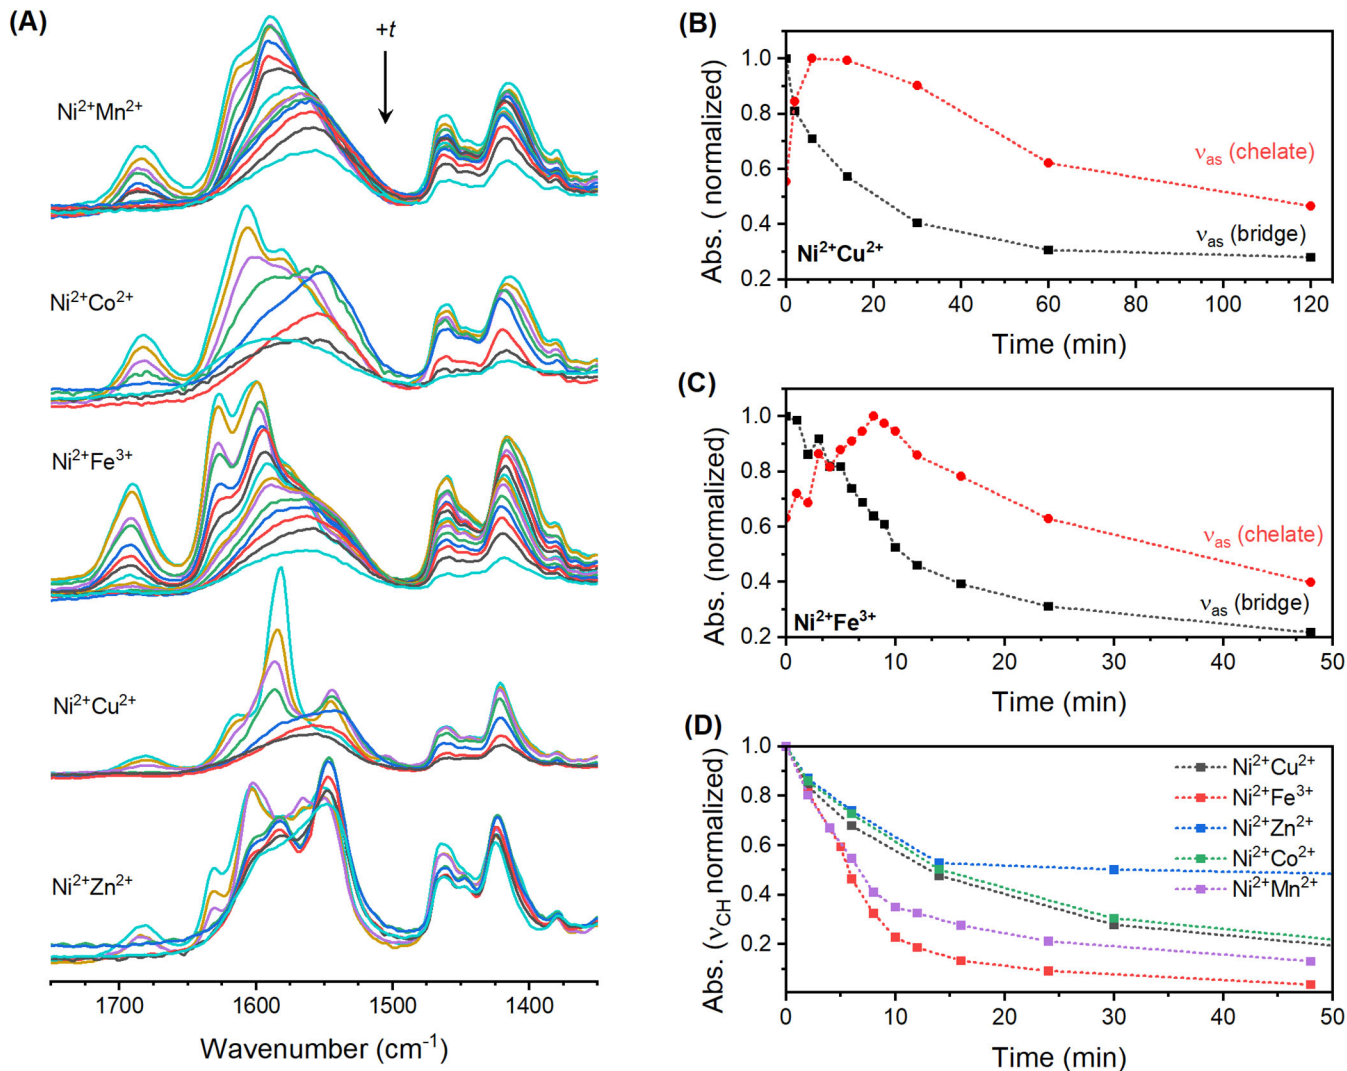 (A)
+t
Ni²⁺Mn²⁺
Ni²⁺Co²⁺
Ni²⁺Fe³⁺
Ni²⁺Cu²⁺
Ni²⁺Zn²⁺
1700 1600 1500 1400
Wavenumber (cm⁻¹)
(B)
1.0
0.8
0.6
0.4
0.2
Abs. ( normalized)
νas (chelate)
νas (bridge)
Ni²⁺Cu²⁺
0 20 40 60 80 100 120
Time (min)
(C)
1.0
0.8
0.6
0.4
0.2
Abs. (normalized)
νas (chelate)
νas (bridge)
Ni²⁺Fe³⁺
0 10 20 30 40 50
Time (min)
(D)
1.0
0.8
0.6
0.4
0.2
Abs. (νCH normalized)
Ni²⁺Cu²⁺
Ni²⁺Fe³⁺
Ni²⁺Zn²⁺
Ni²⁺Co²⁺
Ni²⁺Mn²⁺
0 10 20 30 40 50
Time (min)